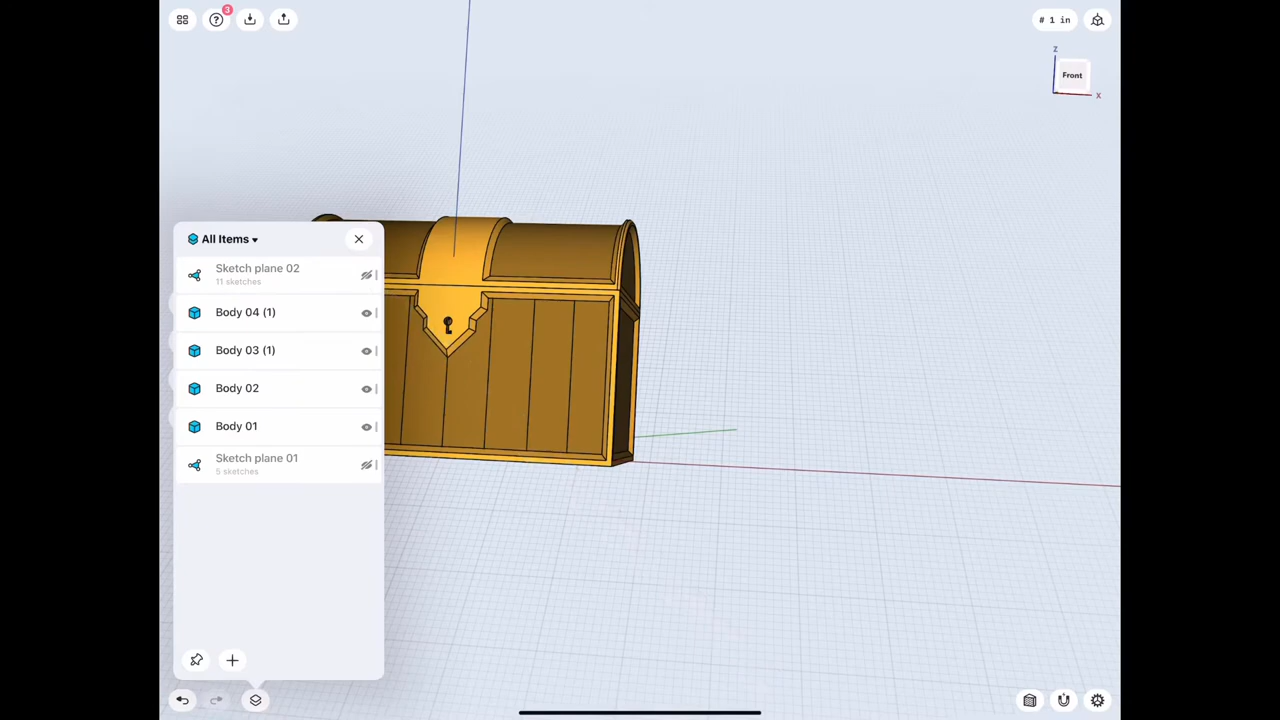 3
# 1 in
Z
Front
X
All Items
Sketch plane 02
11 sketches
Body 04 (1)
Body 03 (1)
Body 02
Body 01
Sketch plane 01
5 sketches